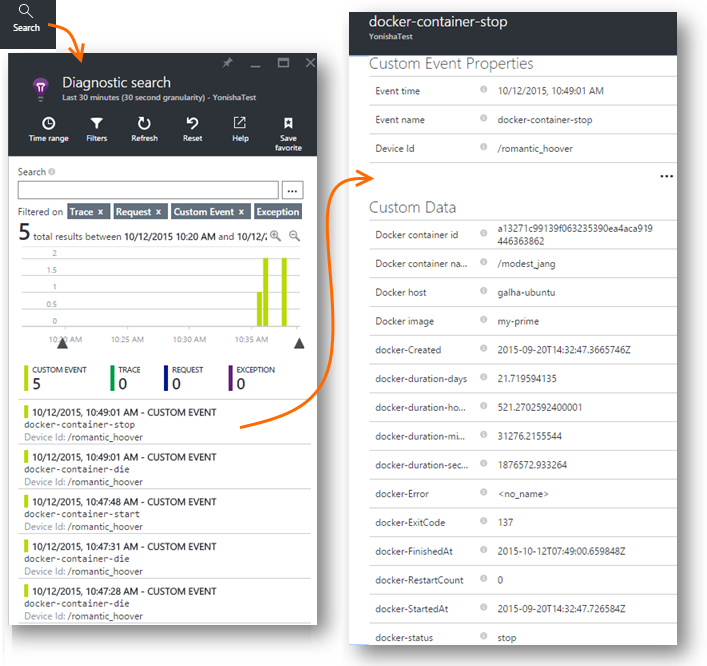 Search
Diagnostic search
Last 30 minutes (30 second granularity) - YonishaTest
Time range
Filters
Refresh
Reset
Help
Save favorite
Search
...
Filtered on Trace x Request x Custom Event x Exception
5 total results between 10/12/2015 10:20 AM and 10/12/2
2
1.5
1
0.5
0
10:20 AM 10:25 AM 10:30 AM 10:35 AM
CUSTOM EVENT
5
TRACE
0
REQUEST
0
EXCEPTION
0
10/12/2015, 10:49:01 AM - CUSTOM EVENT
docker-container-stop
Device Id: /romantic_hoover
10/12/2015, 10:49:01 AM - CUSTOM EVENT
docker-container-die
Device Id: /romantic_hoover
10/12/2015, 10:47:48 AM - CUSTOM EVENT
docker-container-start
Device Id: /romantic_hoover
10/12/2015, 10:47:31 AM - CUSTOM EVENT
docker-container-die
Device Id: /romantic_hoover
10/12/2015, 10:47:28 AM - CUSTOM EVENT
docker-container-die
Device Id: /romantic_hoover
docker-container-stop
YonishaTest
Custom Event Properties
Event time 10/12/2015, 10:49:01 AM
Event name docker-container-stop
Device Id /romantic_hoover
...
Custom Data
Docker container id a13271c99139f063235390ea4aca919
446363862
Docker container na... /modest_jang
Docker host galha-ubuntu
Docker image my-prime
docker-Created 2015-09-20T14:32:47.3665746Z
docker-duration-days 21.719594135
docker-duration-ho... 521.2702592400001
docker-duration-mi... 31276.2155544
docker-duration-sec... 1876572.933264
docker-Error <no_name>
docker-ExitCode 137
docker-FinishedAt 2015-10-12T07:49:00.659848Z
docker-RestartCount 0
docker-StartedAt 2015-09-20T14:32:47.726584Z
docker-status stop